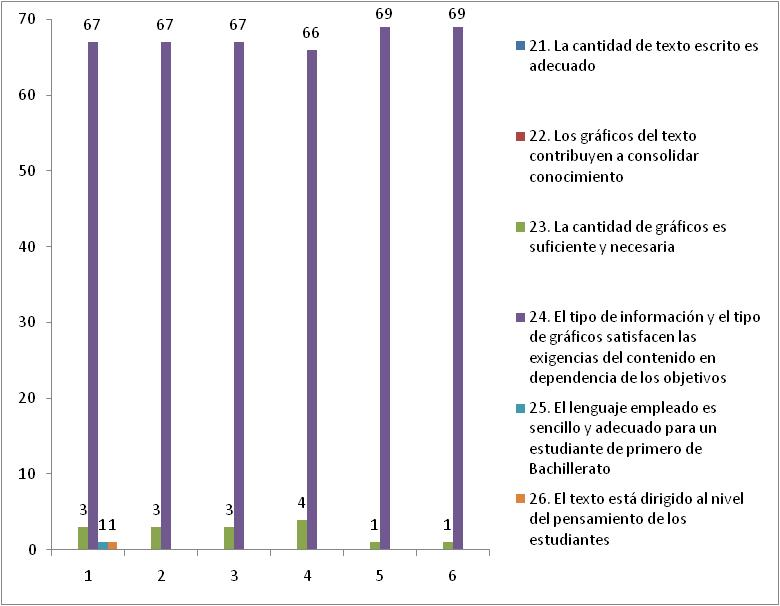 70
60
50
40
30
20
10
0
67
67
67
66
69
69
3
11
3
3
4
1
1
1
2
3
4
5
6
21. La cantidad de texto escrito es
adecuado
22. Los gráficos del texto
contribuyen a consolidar
conocimiento
23. La cantidad de gráficos es
suficiente y necesaria
24. El tipo de información y el tipo
de gráficos satisfacen las
exigencias del contenido en
dependencia de los objetivos
25. El lenguaje empleado es
sencillo y adecuado para un
estudiante de primero de
Bachillerato
26. El texto está dirigido al nivel
del pensamiento de los
estudiantes